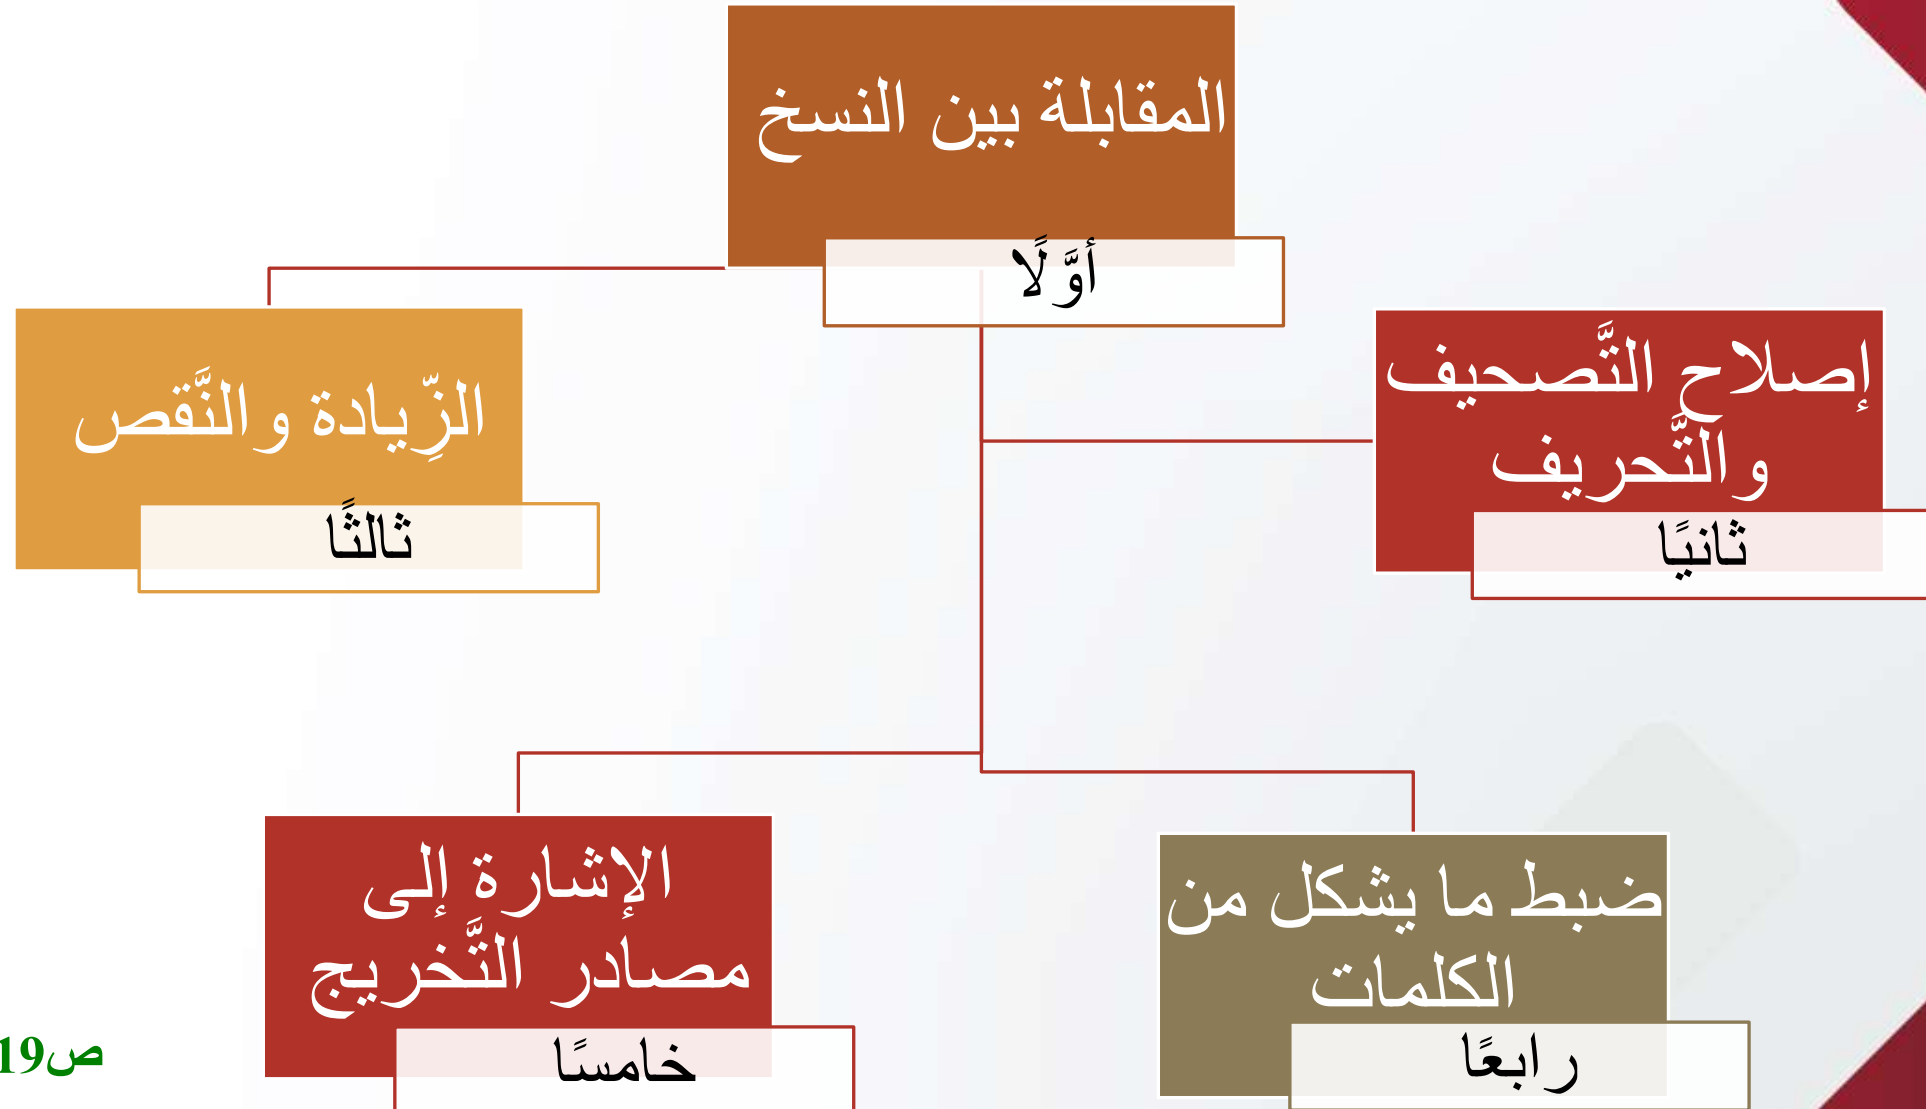 المقابلة بين النسخ
أوَّلًا
إصلاح التَّصحيف
والتَّحريف
ثانيًا
الزِّيادة والنَّقص
ثالثًا
ضبط ما يشكل من
الكلمات
رابعًا
الإشارة إلى
مصادر التَّخريج
خامسًا
ص19